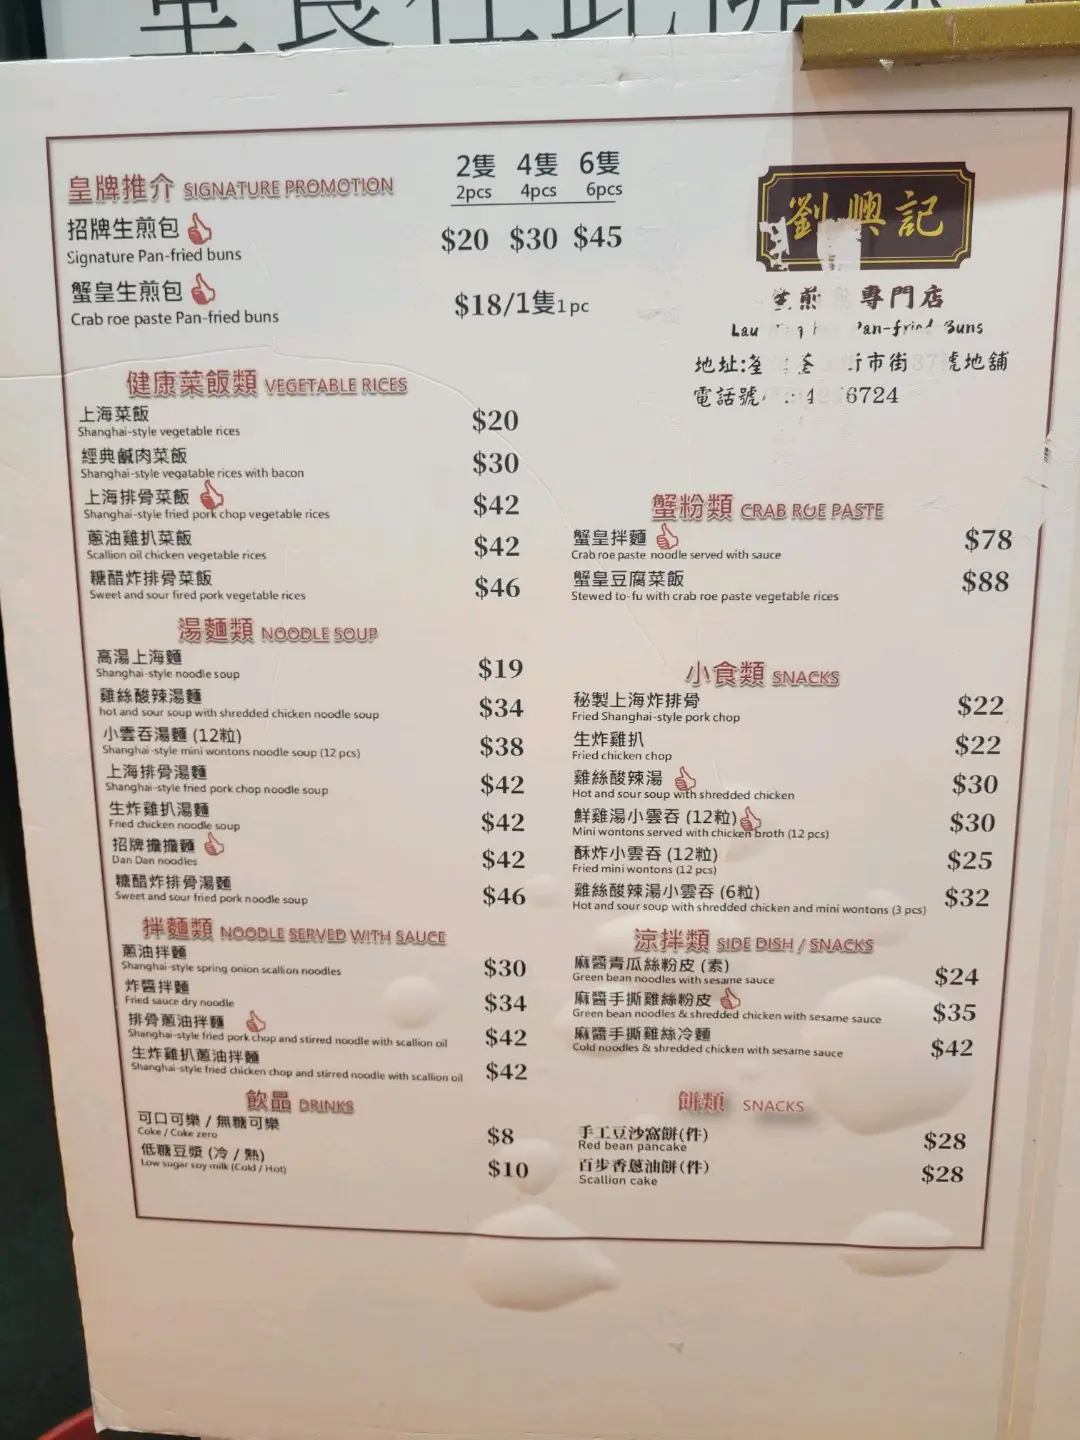 皇牌推介 SIGNATURE PROMOTION
2隻 4隻 6隻
2pcs 4pcs 6pcs
招牌生煎包 $20 $30 $45
Signature Pan-fried buns
蟹皇生煎包 $18/1隻1pc
Crab roe paste Pan-fried buns
劉興記
生煎 專門店
Lau Pan-fried Buns
地址: 市街 號地舖
電話號 6724
健康菜飯類 VEGETABLE RICES
上海菜飯 $20
Shanghai-style vegetable rices
經典鹹肉菜飯 $30
Shanghai-style vegatable rices with bacon
上海排骨菜飯 $42
Shanghai-style fried pork chop vegetable rices
蔥油雞扒菜飯 $42
Scallion oil chicken vegetable rices
糖醋炸排骨菜飯 $46
Sweet and sour fired pork vegetable rices
湯麵類 NOODLE SOUP
高湯上海麵 $19
Shanghai-style noodle soup
雞絲酸辣湯麵 $34
hot and sour soup with shredded chicken noodle soup
小雲吞湯麵 (12粒) $38
Shanghai-style mini wontons noodle soup (12 pcs)
上海排骨湯麵 $42
Shanghai-style fried pork chop noodle soup
生炸雞扒湯麵 $42
Fried chicken noodle soup
招牌擔擔麵 $42
Dan Dan noodles
糖醋炸排骨湯麵 $46
Sweet and sour fried pork noodle soup
拌麵類 NOODLE SERVED WITH SAUCE
蔥油拌麵 $30
Shanghai-style spring onion scallion noodles
炸醬拌麵 $34
Fried sauce dry noodle
排骨蔥油拌麵 $42
Shanghai-style fried pork chop and stirred noodle with scallion oil
生炸雞扒蔥油拌麵 $42
Shanghai-style fried chicken chop and stirred noodle with scallion oil
飲品 DRINKS
可口可樂 / 無糖可樂 $8
Coke / Coke zero
低糖豆漿 (冷 / 熱) $10
Low sugar soy milk (Cold / Hot)
蟹粉類 CRAB ROE PASTE
蟹皇拌麵 $78
Crab roe paste noodle served with sauce
蟹皇豆腐菜飯 $88
Stewed to-fu with crab roe paste vegetable rices
小食類 SNACKS
秘製上海炸排骨 $22
Fried Shanghai-style pork chop
生炸雞扒 $22
Fried chicken chop
雞絲酸辣湯 $30
Hot and sour soup with shredded chicken
鮮雞湯小雲吞 (12粒) $30
Mini wontons served with chicken broth (12 pcs)
酥炸小雲吞 (12粒) $25
Fried mini wontons (12 pcs)
雞絲酸辣湯小雲吞 (6粒) $32
Hot and sour soup with shredded chicken and mini wontons (3 pcs)
涼拌類 SIDE DISH / SNACKS
麻醬青瓜絲粉皮 (素) $24
Green bean noodles with sesame sauce
麻醬手撕雞絲粉皮 $35
Green bean noodles & shredded chicken with sesame sauce
麻醬手撕雞絲冷麵 $42
Cold noodles & shredded chicken with sesame sauce
餅類 SNACKS
手工豆沙窩餅(件) $28
Red bean pancake
百步香蔥油餅(件) $28
Scallion cake